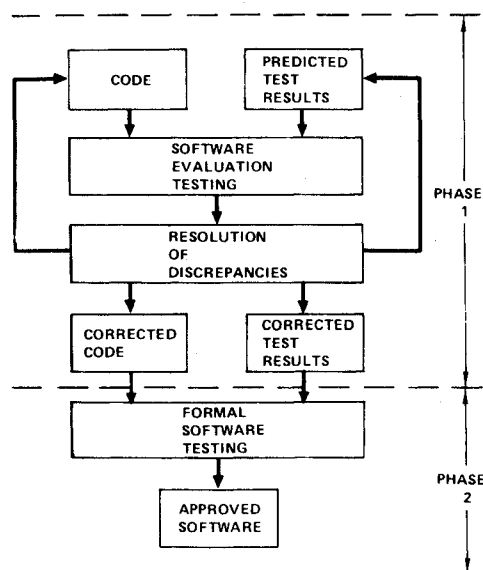 CODE
PREDICTED
TEST
RESULTS
SOFTWARE
EVALUATION
TESTING
PHASE
1
RESOLUTION
OF
DISCREPANCIES
CORRECTED
CODE
CORRECTED
TEST
RESULTS
FORMAL
SOFTWARE
TESTING
PHASE
2
APPROVED
SOFTWARE